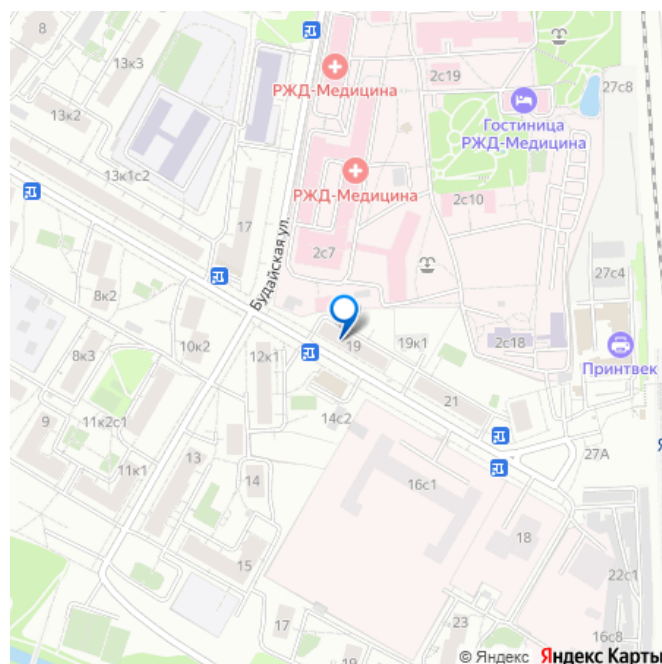 8
13к3
РЖД-Медицина
2с19
27с8
Гостиница
РЖД-Медицина
13к2
13к1с2
РЖД-Медицина
2с10
17
Будайская ул.
2с7
27с4
8к2
10к2
12к1
19
19к1
2с18
Принтвек
8к3
11к2с1
9
14с2
21
11к1
13
14
16с1
27А
Я
18
15
22с1
17
23
16с8
© Яндекс Яндекс Карты